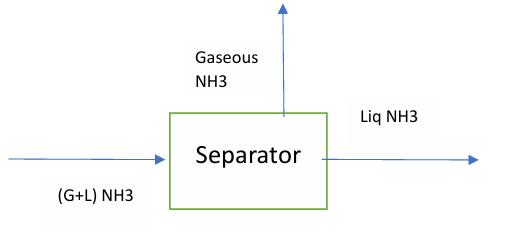 Gaseous
NH3
Liq NH3
Separator
(G+L) NH3